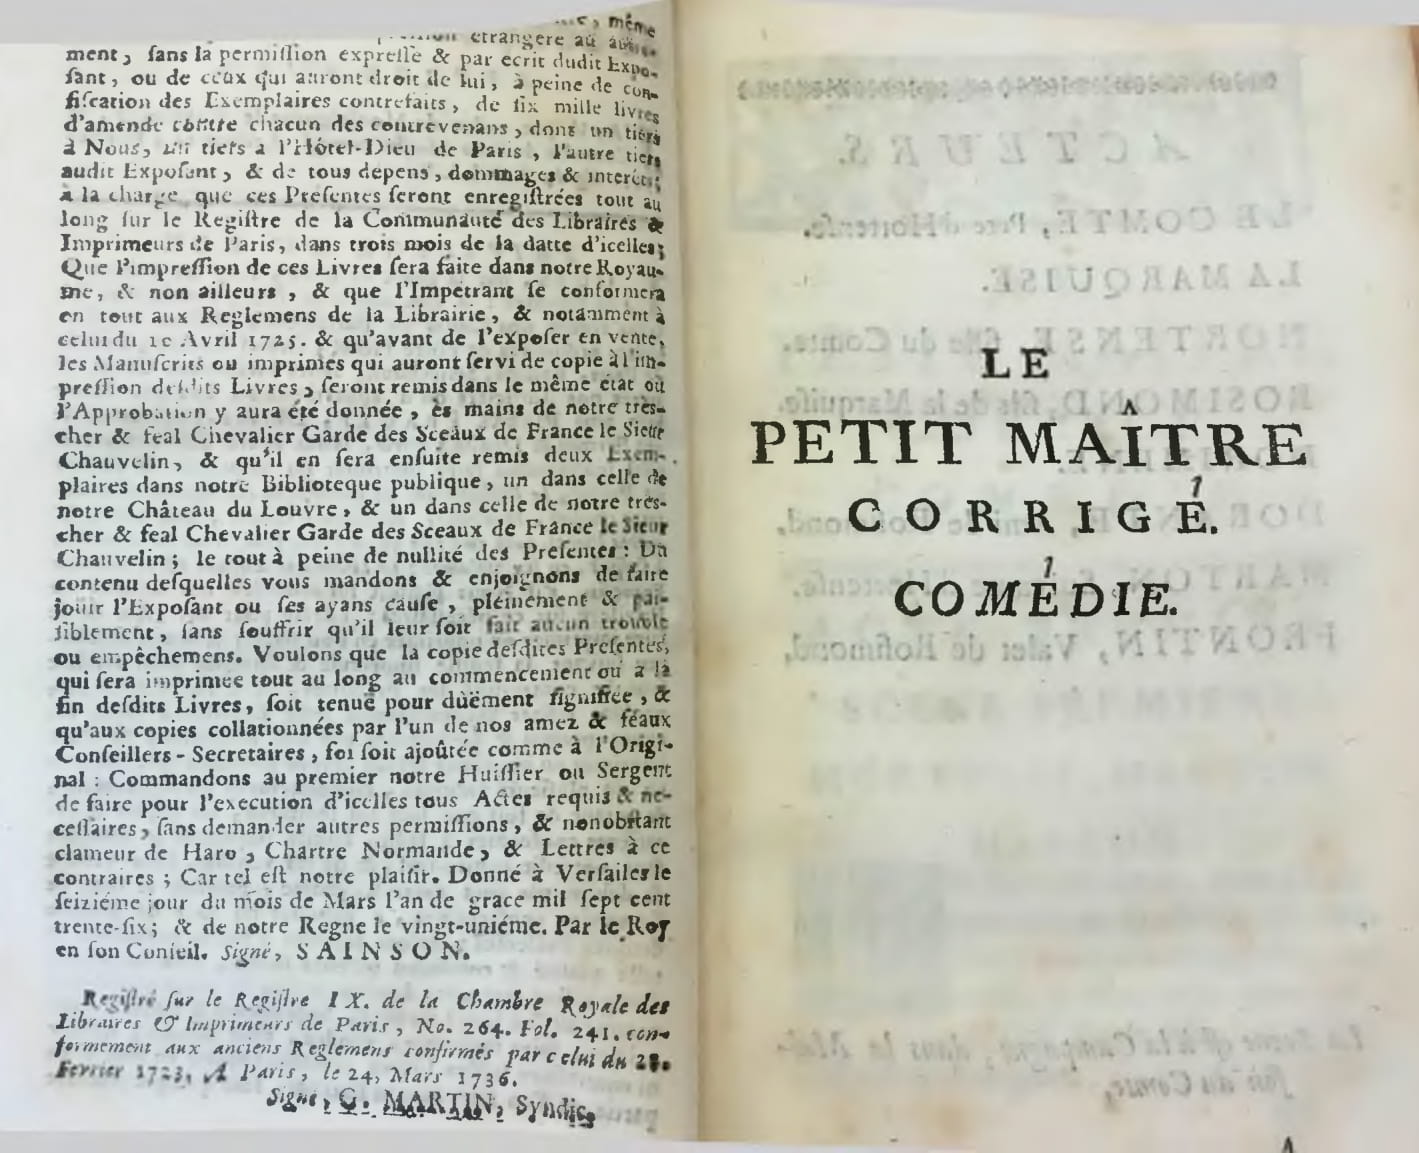 même
étrangere au
ment, ſans la permiſſion expreſſe & par écrit dudit Expo-
ſant, ou de ceux qui auront droit de lui, à peine de con-
fiſcation des Exemplaires contrefaits, de ſix mille livres
d'amende contre chacun des contrevenans, dont un tiers
à Nous, un tiers à l'Hôtel-Dieu de Paris, l'autre tiers
audit Expoſant, & de tous dépens, dommages & interêts;
à la charge que ces Preſentes ſeront enregiſtrées tout au
long ſur le Regiſtre de la Communauté des Libraires &
Imprimeurs de Paris, dans trois mois de la datte d'icelles;
Que l'impreſſion de ces Livres ſera faite dans notre Royau-
me, & non ailleurs, & que l'Impetrant ſe conformera
en tout aux Reglemens de la Librairie, & notamment à
celui du 10 Avril 1725. & qu'avant de l'expoſer en vente,
les Manuſcrits ou imprimés qui auront ſervi de copie à l'im-
preſſion deſdits Livres, ſeront remis dans le même état où
l'Approbation y aura été donnée, ès mains de notre très-
cher & feal Chevalier Garde des Sceaux de France le Sieur
Chauvelin, & qu'il en ſera enſuite remis deux Exem-
plaires dans notre Biblioteque publique, un dans celle de
notre Château du Louvre, & un dans celle de notre très-
cher & feal Chevalier Garde des Sceaux de France le Sieur
Chauvelin; le tout à peine de nullité des Preſentes: Du
contenu deſquelles vous mandons & enjoignons de faire
jouir l'Expoſant ou ſes ayans cauſe, pleinement & pai-
ſiblement, ſans ſouffrir qu'il leur ſoit fait aucun trouble
ou empêchemens. Voulons que la copie deſdites Preſentes,
qui ſera imprimée tout au long au commencement ou à la
fin deſdits Livres, ſoit tenuë pour dûëment ſignifiée, &
qu'aux copies collationnées par l'un de nos amez & féaux
Conſeillers-Secretaires, foi ſoit ajoûtée comme à l'Origi-
nal: Commandons au premier notre Huiſſier ou Sergent
de faire pour l'execution d'icelles tous Actes requis & né-
ceſſaires, ſans demander autres permiſſions, & nonobſtant
clameur de Haro, Chartre Normande, & Lettres à ce
contraires; Car tel eſt notre plaiſir. Donné à Verſailes le
ſeiziéme jour du mois de Mars l'an de grace mil ſept cent
trente-ſix; & de notre Regne le vingt-uniéme. Par le Roy
en ſon Conſeil. Signé, SAINSON.
Regiſtré ſur le Regiſtre IX. de la Chambre Royale des
Libraires & Imprimeurs de Paris, No. 264. Fol. 241. con-
formement aux anciens Reglemens confirmés par celui du 28.
Fevrier 1723. A Paris, le 24, Mars 1736.
Signé, G. MARTIN, Syndic.
LE
PETIT MAÎTRE
CORRIGÉ.
COMÉDIE.
A